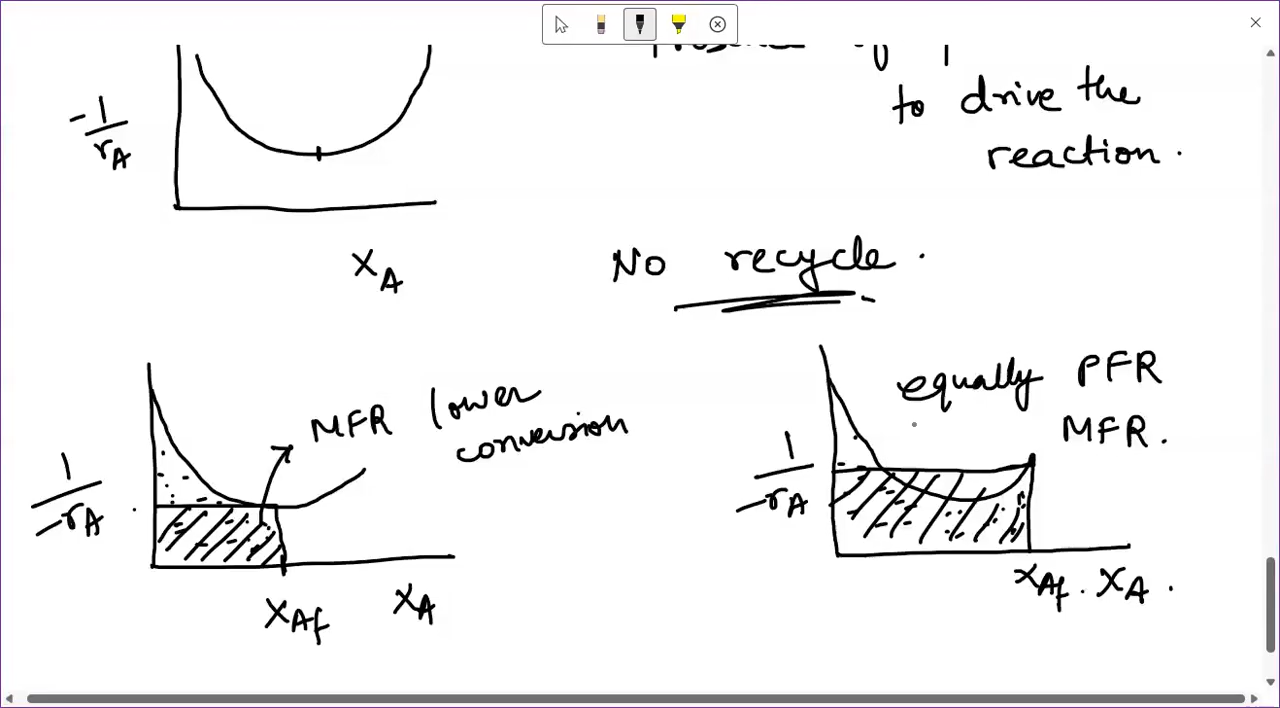 to drive the
reaction.
- 1
rA
XA
No recycle.
MFR lower
conversion
1
-rA
XAf
XA
equally PFR
MFR.
1
-rA
XAf. XA.